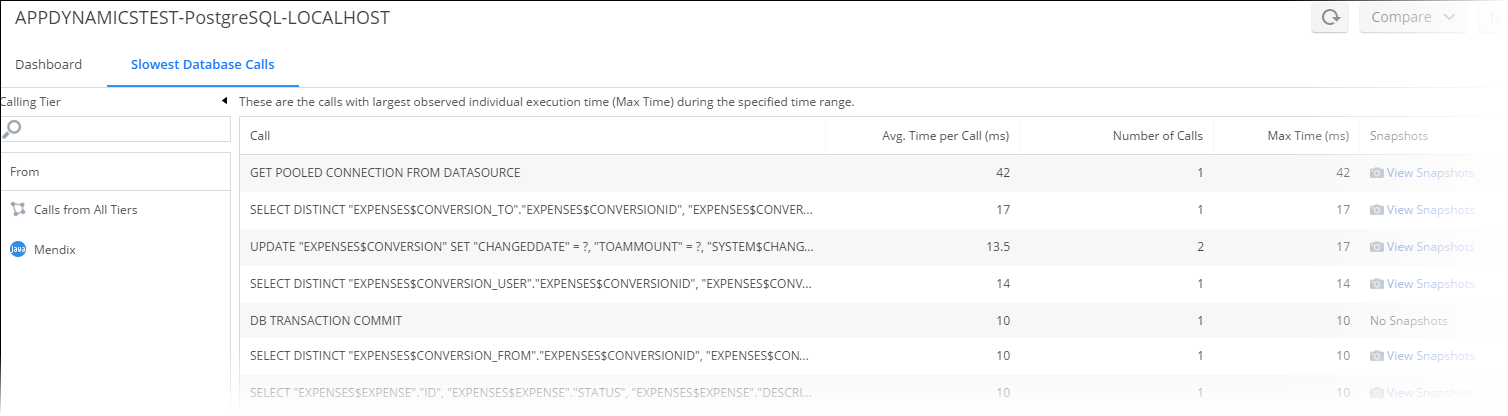 APPDYNAMICSTEST-PostgreSQL-LOCALHOST
Compare
Dashboard
Slowest Database Calls
Calling Tier
These are the calls with largest observed individual execution time (Max Time) during the specified time range.
Call Avg. Time per Call (ms) Number of Calls Max Time (ms) Snapshots
From
Calls from All Tiers
Java Mendix
GET POOLED CONNECTION FROM DATASOURCE 42 1 42 View Snapshots
SELECT DISTINCT "EXPENSES$CONVERSION_TO"."EXPENSES$CONVERSIONID", "EXPENSES$CONVER... 17 1 17 View Snapshots
UPDATE "EXPENSES$CONVERSION" SET "CHANGEDDATE" = ?, "TOAMMOUNT" = ?, "SYSTEM$CHANG... 13.5 2 17 View Snapshots
SELECT DISTINCT "EXPENSES$CONVERSION_USER"."EXPENSES$CONVERSIONID", "EXPENSES$CONV... 14 1 14 View Snapshots
DB TRANSACTION COMMIT 10 1 10 No Snapshots
SELECT DISTINCT "EXPENSES$CONVERSION_FROM"."EXPENSES$CONVERSIONID", "EXPENSES$CON... 10 1 10 View Snapshots
SELECT "EXPENSES$EXPENSE"."ID", "EXPENSES$EXPENSE"."STATUS", "EXPENSES$EXPENSE"."DESCRI... 10 1 10 View Snapshots